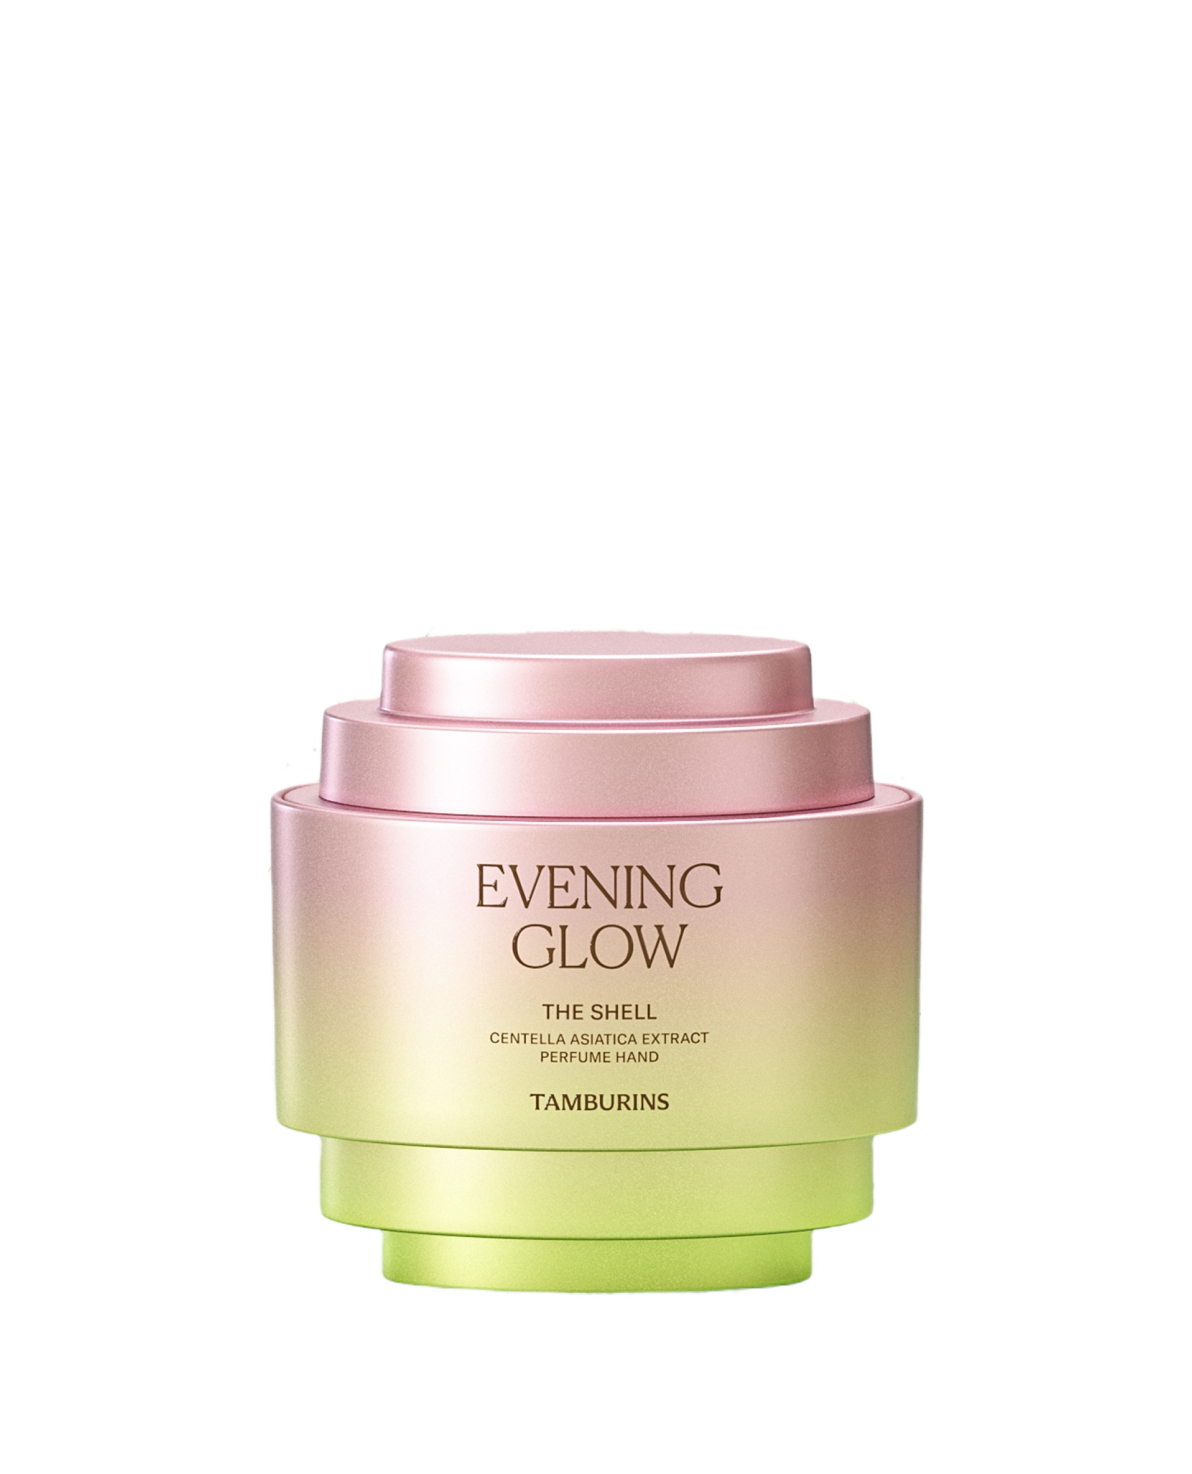 EVENING
GLOW
THE SHELL
CENTELLA ASIATICA EXTRACT
PERFUME HAND
TAMBURINS